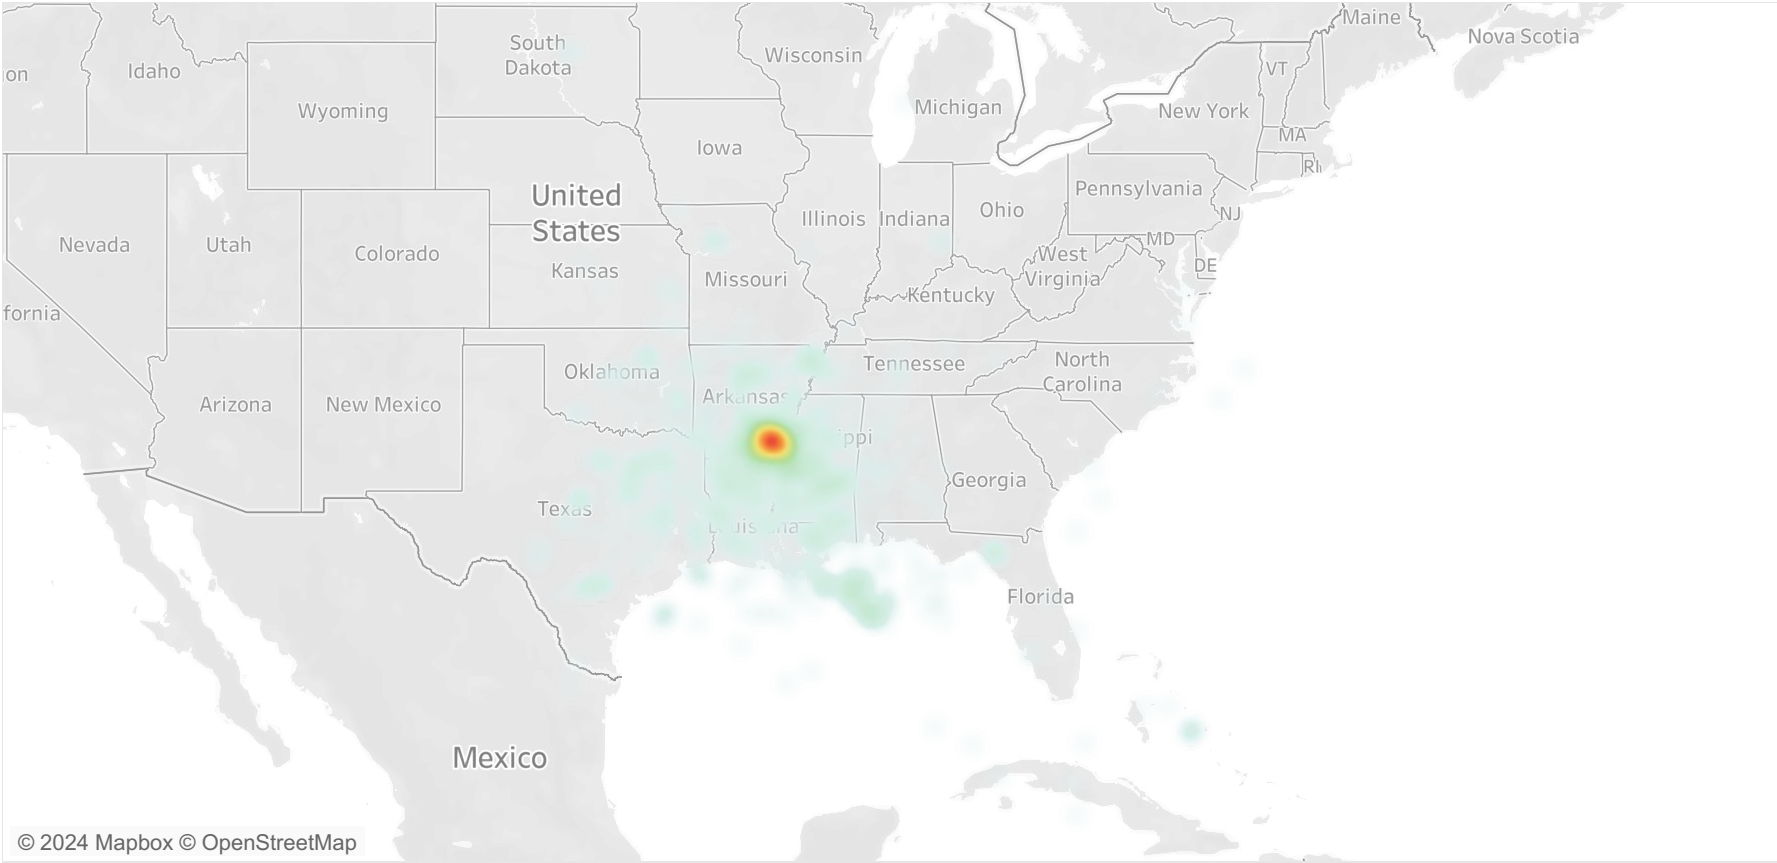 Maine
Nova Scotia
South
Dakota
Wisconsin
on
Idaho
VT
Wyoming
Michigan
New York
MA
Iowa
RI
Pennsylvania
United
States
Illinois
Indiana
Ohio
NJ
Nevada
Utah
Colorado
MD
West
Virginia
DE
Kansas
Missouri
Kentucky
fornia
Oklahoma
Tennessee
North
Carolina
Arizona
New Mexico
Arkansas
ippi
Georgia
Texas
Louisiana
Florida
Mexico
© 2024 Mapbox © OpenStreetMap